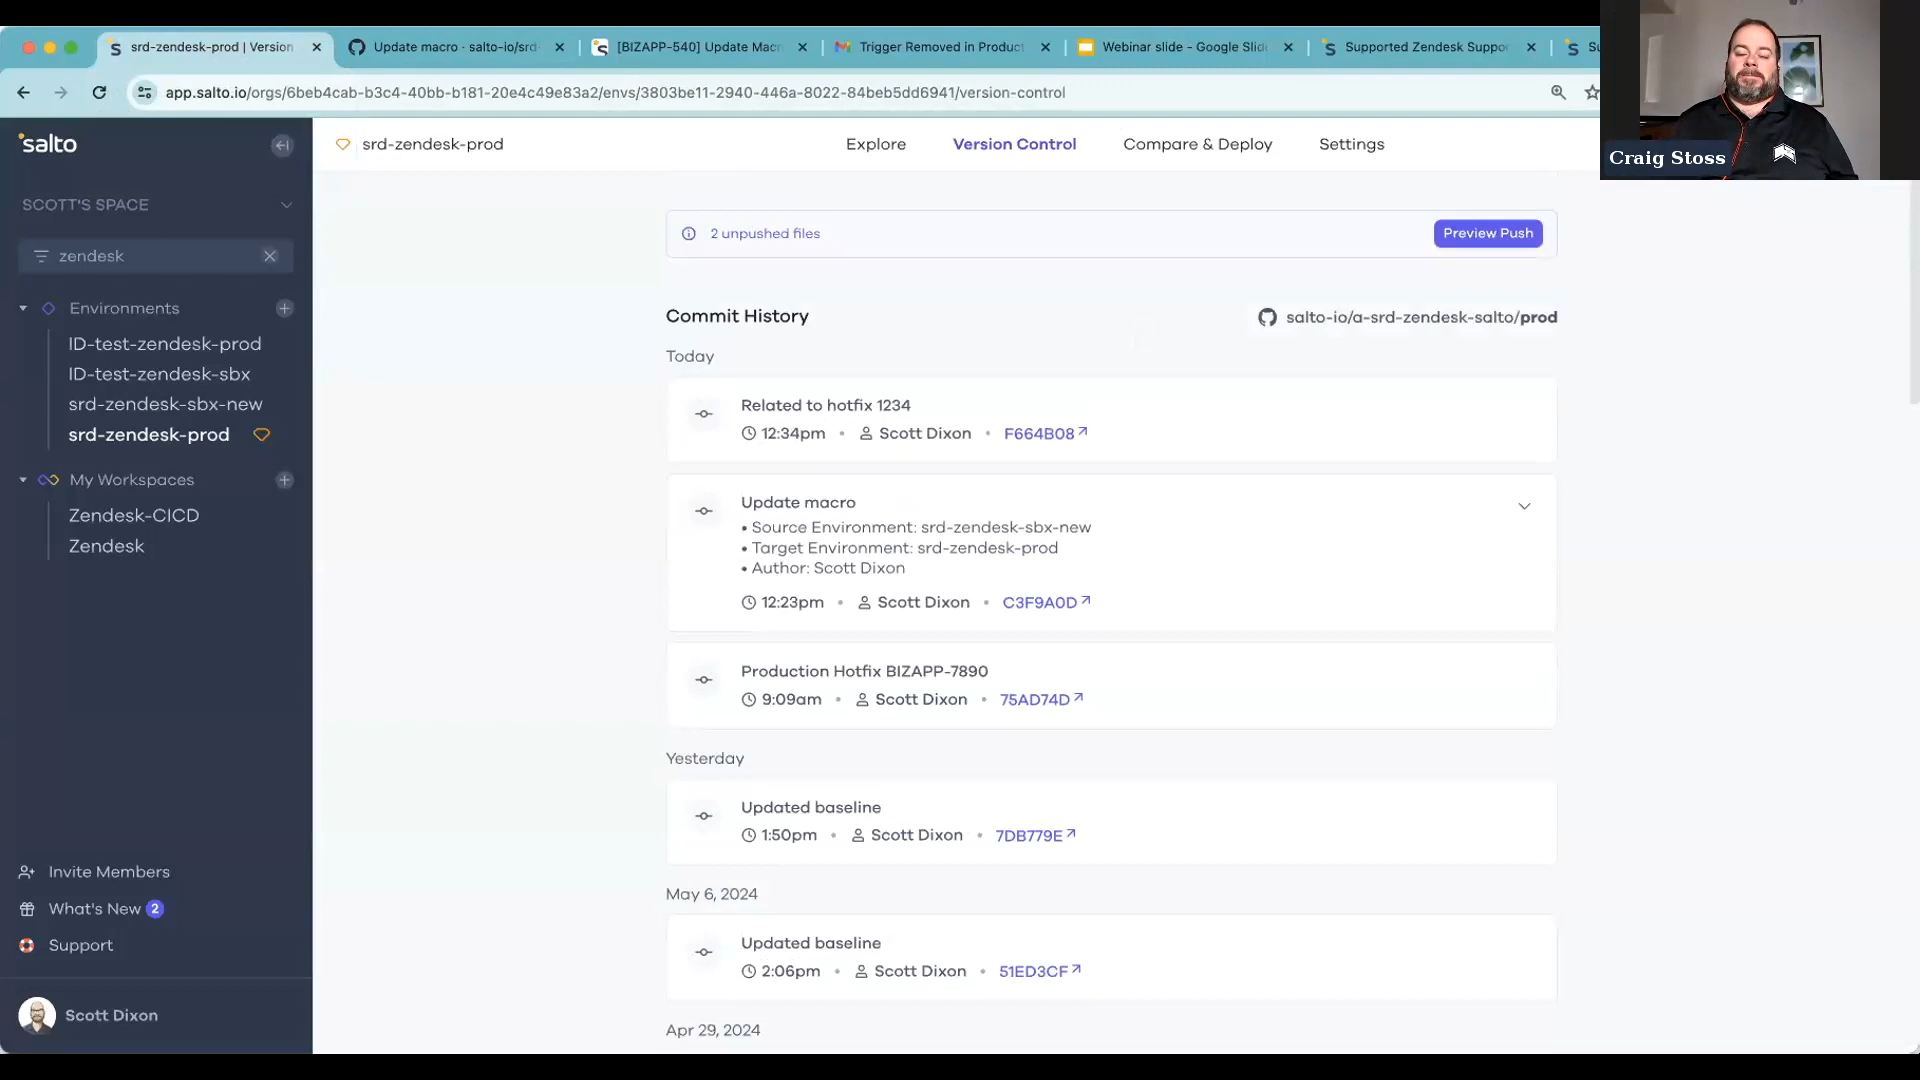 srd-zendesk-prod | Version
Update macro · salto-io/srd-
[BIZAPP-540] Update Mac
Trigger Removed in Product
Webinar slide - Google Slid
Supported Zendesk Suppo
app.salto.io/orgs/6beb4cab-b3c4-40bb-b181-20e4c49e83a2/envs/3803be11-2940-446a-8022-84beb5dd6941/version-control
Craig Stoss
salto
srd-zendesk-prod
Explore
Version Control
Compare & Deploy
Settings
SCOTT'S SPACE
zendesk
Environments
ID-test-zendesk-prod
ID-test-zendesk-sbx
srd-zendesk-sbx-new
srd-zendesk-prod
My Workspaces
Zendesk-CICD
Zendesk
Invite Members
What's New 2
Support
Scott Dixon
2 unpushed files
Preview Push
Commit History
salto-io/a-srd-zendesk-salto/prod
Today
Related to hotfix 1234
12:34pm • Scott Dixon • F664B08
Update macro
• Source Environment: srd-zendesk-sbx-new
• Target Environment: srd-zendesk-prod
• Author: Scott Dixon
12:23pm • Scott Dixon • C3F9A0D
Production Hotfix BIZAPP-7890
9:09am • Scott Dixon • 75AD74D
Yesterday
Updated baseline
1:50pm • Scott Dixon • 7DB779E
May 6, 2024
Updated baseline
2:06pm • Scott Dixon • 51ED3CF
Apr 29, 2024